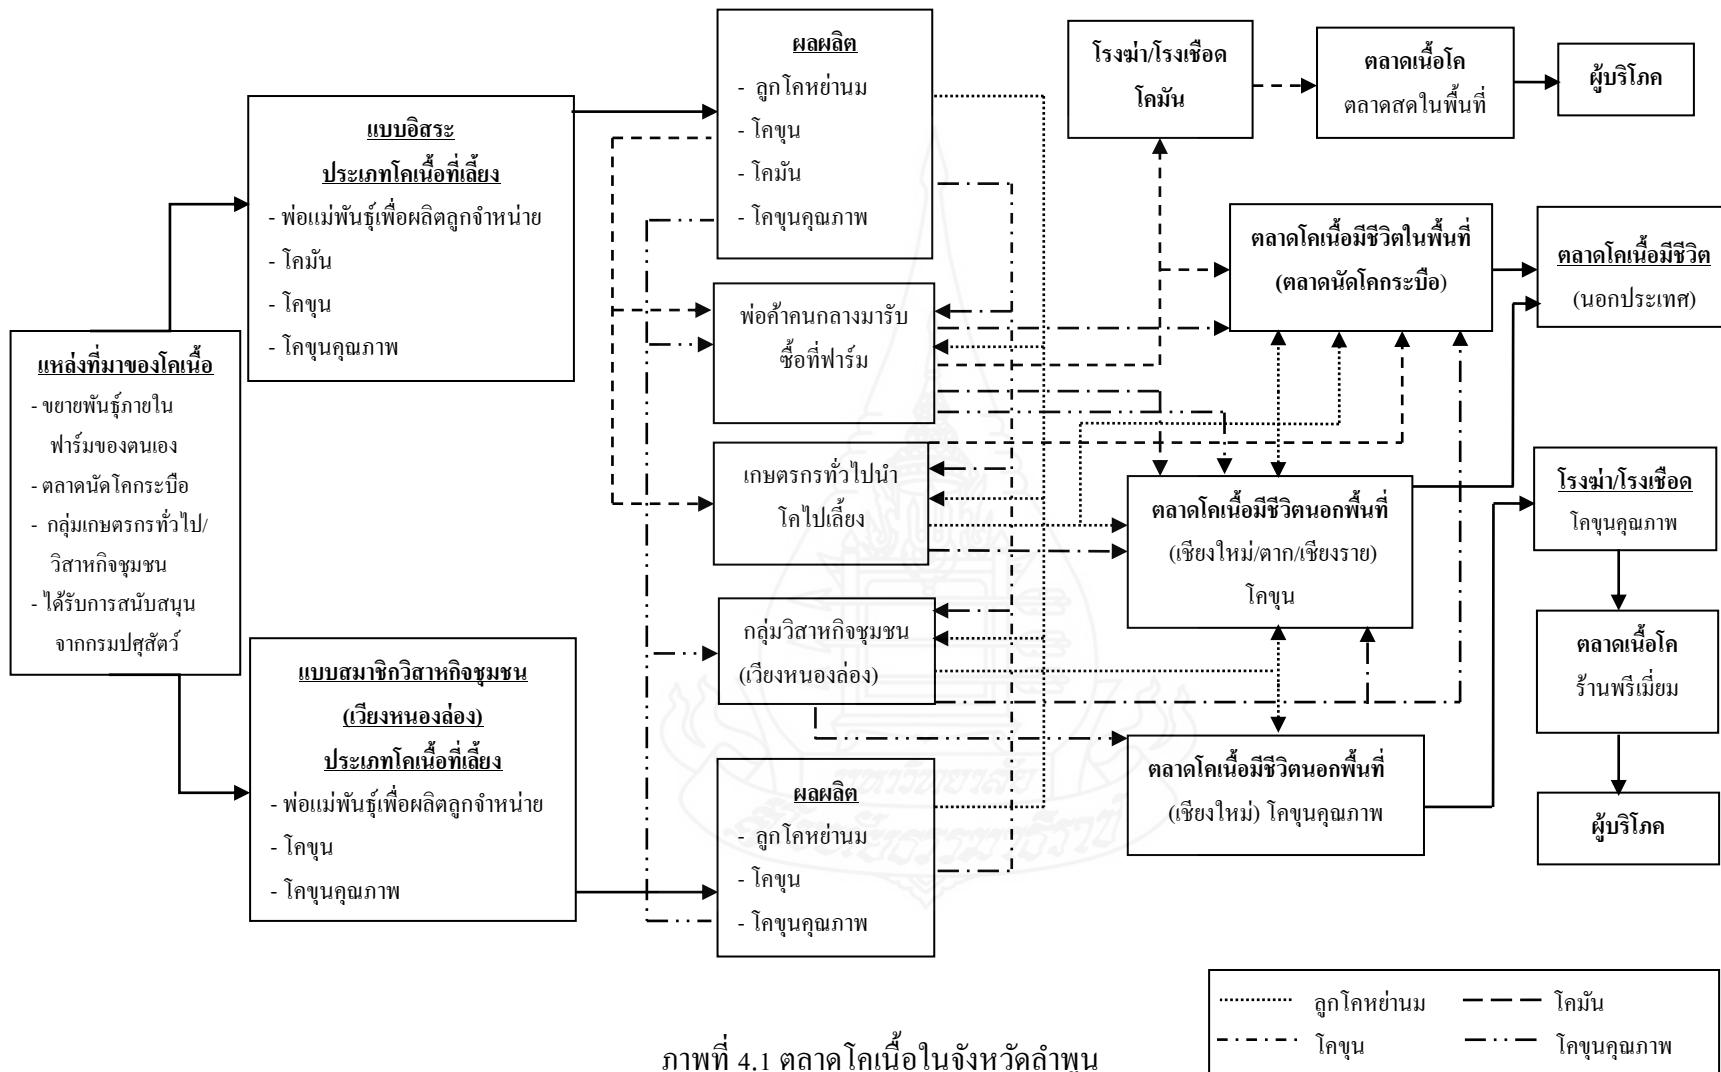 แหล่งที่มาของโคเนื้อ
- ขยายพันธุ์ภายใน
ฟาร์มของตนเอง
- ตลาดนัดโคกระบือ
- กลุ่มเกษตรกรทั่วไป/
วิสาหกิจชุมชน
- ได้รับการสนับสนุน
จากกรมปศุสัตว์
แบบอิสระ
ประเภทโคเนื้อที่เลี้ยง
- พ่อแม่พันธุ์เพื่อผลิตลูกจำหน่าย
- โคมัน
- โคขุน
- โคขุนคุณภาพ
แบบสมาชิกวิสาหกิจชุมชน
(เวียงหนองล่อง)
ประเภทโคเนื้อที่เลี้ยง
- พ่อแม่พันธุ์เพื่อผลิตลูกจำหน่าย
- โคขุน
- โคขุนคุณภาพ
ผลผลิต
- ลูกโคหย่านม
- โคขุน
- โคมัน
- โคขุนคุณภาพ
พ่อค้าคนกลางมารับ
ซื้อที่ฟาร์ม
เกษตรกรทั่วไปนำ
โคไปเลี้ยง
กลุ่มวิสาหกิจชุมชน
(เวียงหนองล่อง)
ผลผลิต
- ลูกโคหย่านม
- โคขุน
- โคขุนคุณภาพ
โรงฆ่า/โรงเชือด
โคมัน
ตลาดเนื้อโค
ตลาดสดในพื้นที่
ผู้บริโภค
ตลาดโคเนื้อมีชีวิตในพื้นที่
(ตลาดนัดโคกระบือ)
ตลาดโคเนื้อมีชีวิต
(นอกประเทศ)
ตลาดโคเนื้อมีชีวิตนอกพื้นที่
(เชียงใหม่/ตาก/เชียงราย)
โคขุน
ตลาดโคเนื้อมีชีวิตนอกพื้นที่
(เชียงใหม่) โคขุนคุณภาพ
โรงฆ่า/โรงเชือด
โคขุนคุณภาพ
ตลาดเนื้อโค
ร้านพรีเมี่ยม
ผู้บริโภค
ลูกโคหย่านม โคมัน
โคขุน โคขุนคุณภาพ
ภาพที่ 4.1 ตลาดโคเนื้อในจังหวัดลำพูน
มหาวิทยาลัย
สุโขทัยธรรมาธิราช